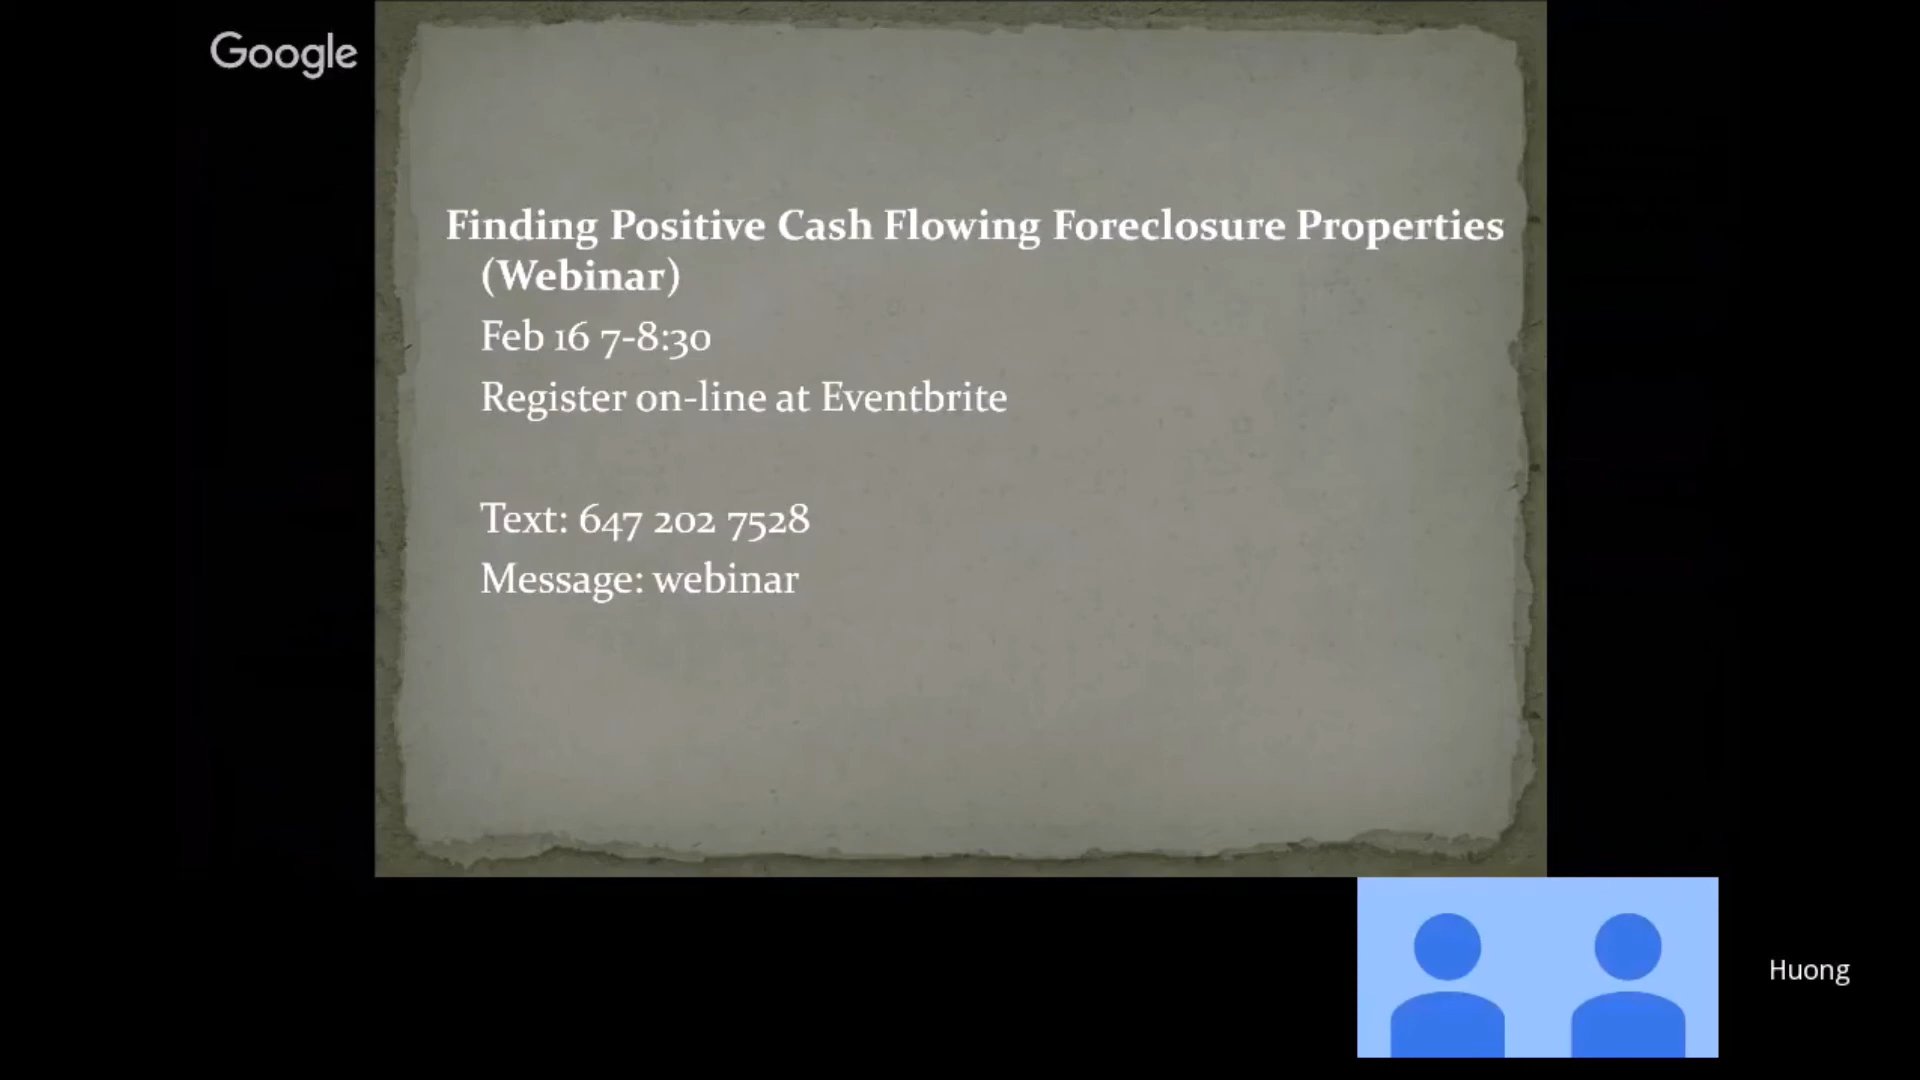 Google
Finding Positive Cash Flowing Foreclosure Properties
(Webinar)
Feb 16 7-8:30
Register on-line at Eventbrite
Text: 647 202 7528
Message: webinar
Huong